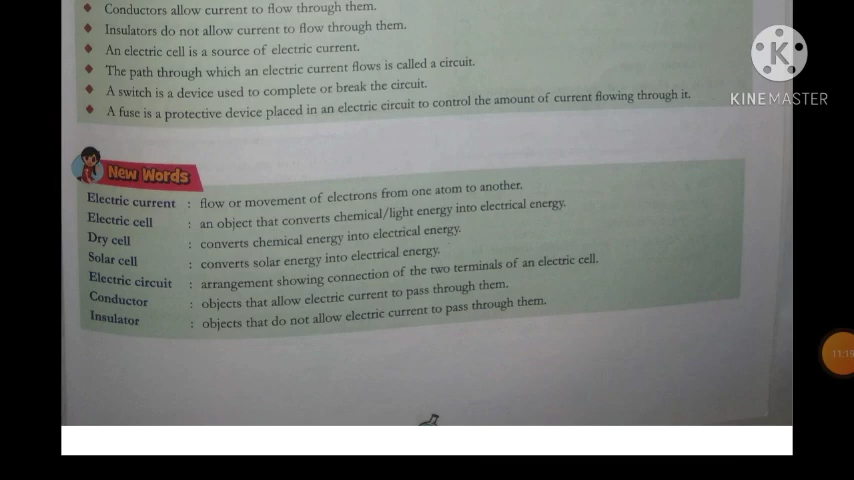 Conductors allow current to flow through them.
Insulators do not allow current to flow through them.
An electric cell is a source of electric current.
The path through which an electric current flows is called a circuit.
A switch is a device used to complete or break the circuit.
A fuse is a protective device placed in an electric circuit to control the amount of current flowing through it.
K
KINEMASTER
New Words
Electric current : flow or movement of electrons from one atom to another.
Electric cell : an object that converts chemical/light energy into electrical energy.
Dry cell : converts chemical energy into electrical energy.
Solar cell : converts solar energy into electrical energy.
Electric circuit : arrangement showing connection of the two terminals of an electric cell.
Conductor : objects that allow electric current to pass through them.
Insulator : objects that do not allow electric current to pass through them.
11:19